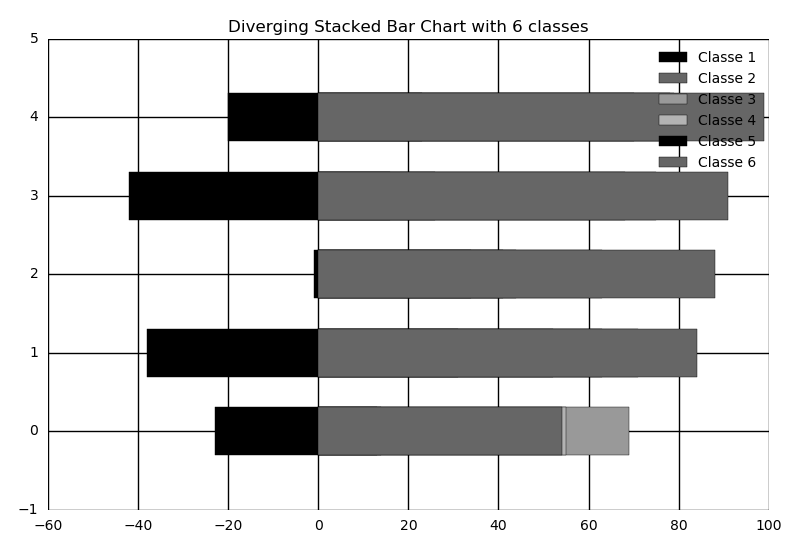 Diverging Stacked Bar Chart with 6 classes
5
4
3
2
1
0
−1
−60
−40
−20
0
20
40
60
80
100
Classe 1
Classe 2
Classe 3
Classe 4
Classe 5
Classe 6